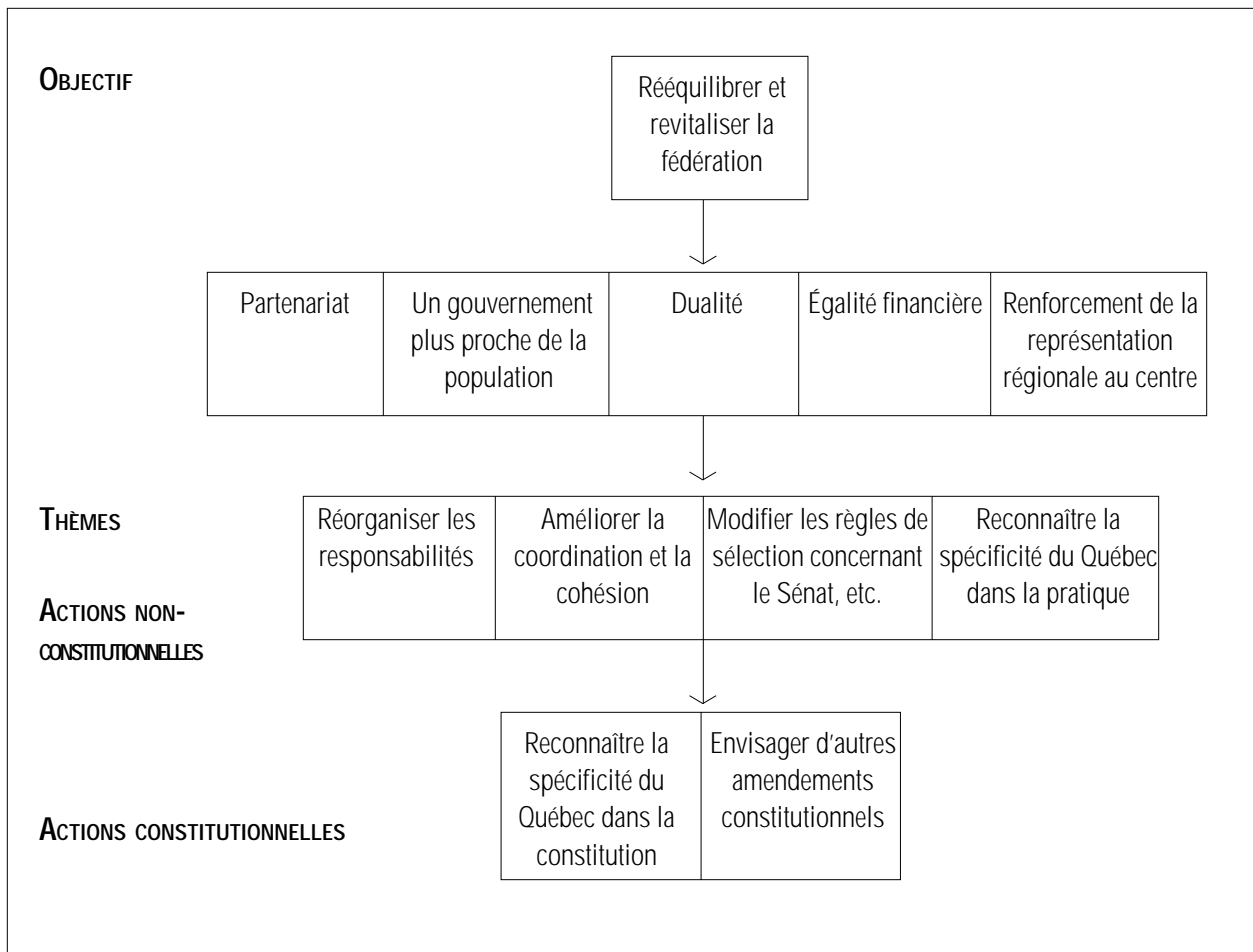 OBJECTIF
Rééquilibrer et
revitaliser la
fédération
Partenariat
Un gouvernement
plus proche de la
population
Dualité
Égalité financière
Renforcement de la
représentation
régionale au centre
THÈMES
Réorganiser les
responsabilités
Améliorer la
coordination et la
cohésion
Modifier les règles de
sélection concernant
le Sénat, etc.
Reconnaître la
spécificité du Québec
dans la pratique
ACTIONS NON-
CONSTITUTIONNELLES
Reconnaître la
spécificité du
Québec dans la
constitution
Envisager d'autres
amendements
constitutionnels
ACTIONS CONSTITUTIONNELLES